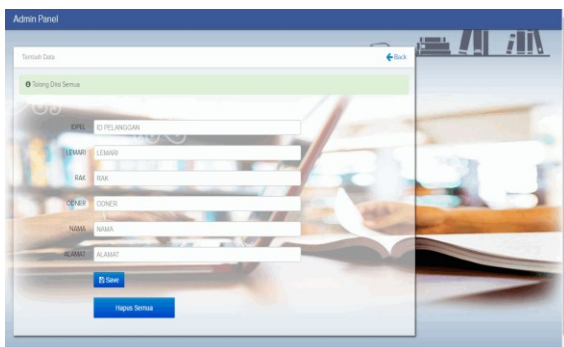 Admin Panel
Tambah Data
Back
Tolong Diisi Semua
IDPEL
ID PELANGGAN
LEMARI
LEMARI
RAK
RAK
ODNER
ODNER
NAMA
NAMA
ALAMAT
ALAMAT
Save
Hapus Semua